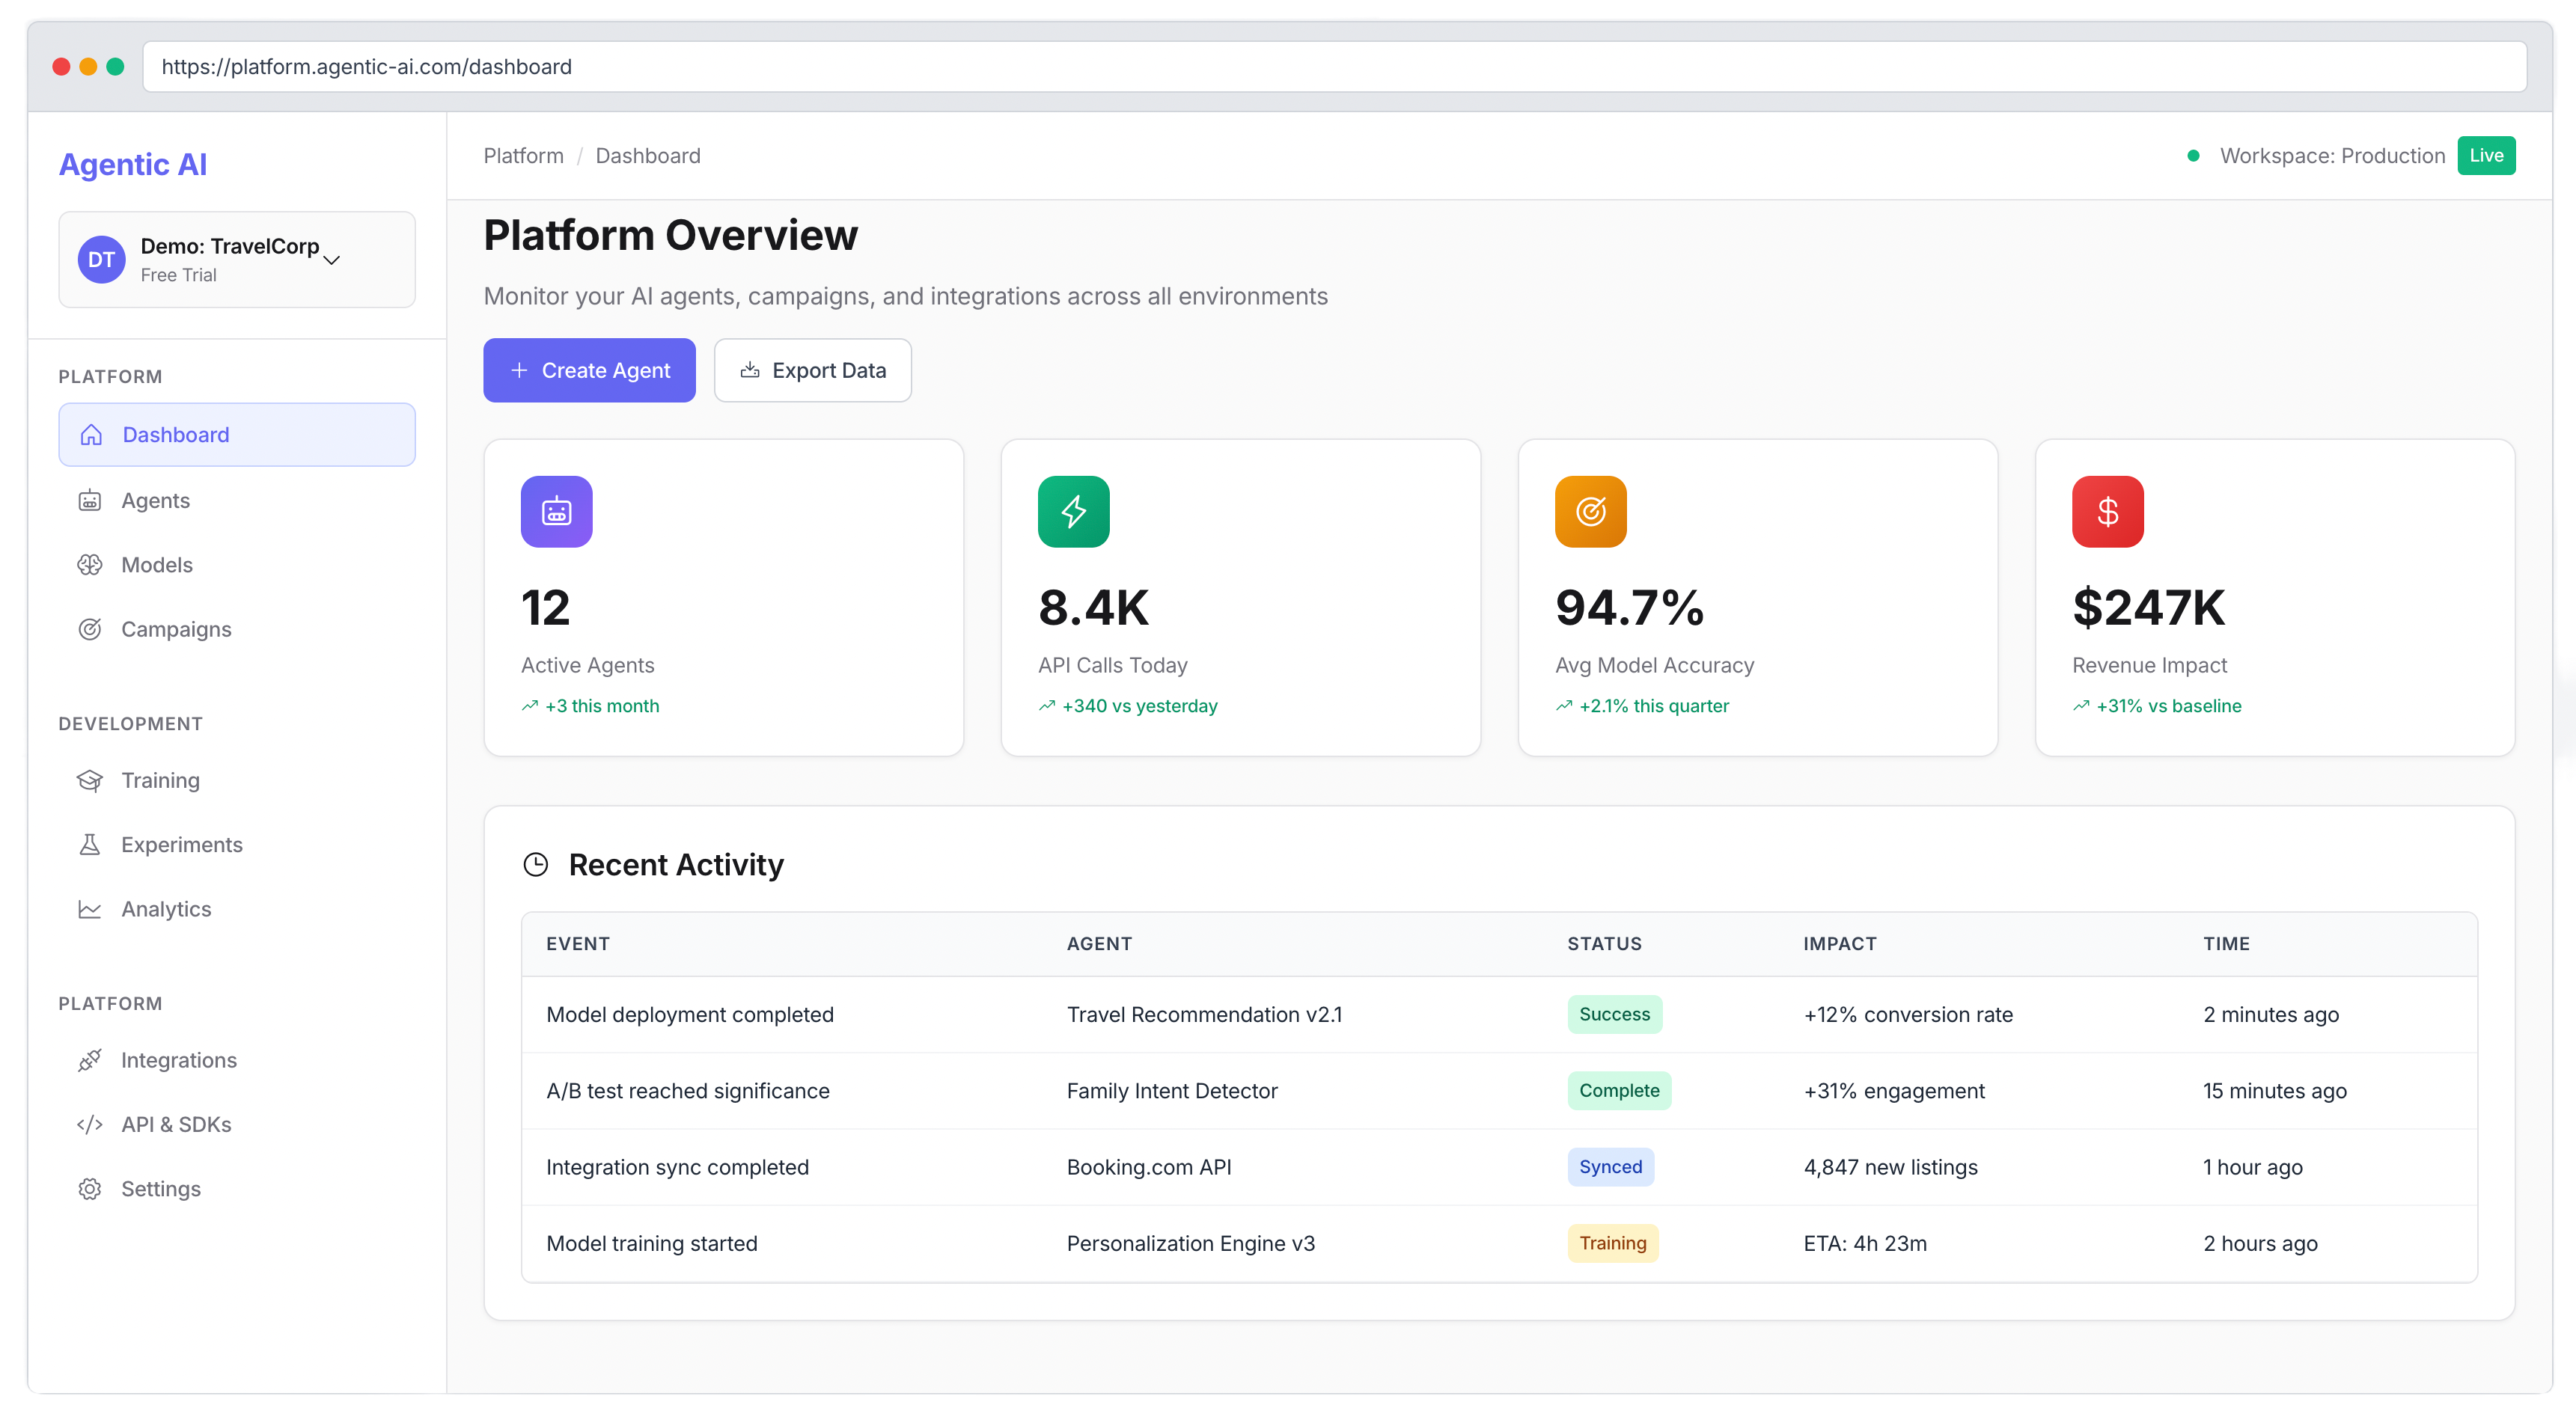 https://platform.agentic-ai.com/dashboard
Agentic AI
DT
Demo: TravelCorp
Free Trial
PLATFORM
Dashboard
Agents
Models
Campaigns
DEVELOPMENT
Training
Experiments
Analytics
PLATFORM
Integrations
</> API & SDKs
Settings
Platform / Dashboard
Workspace: Production Live
Platform Overview
Monitor your AI agents, campaigns, and integrations across all environments
+ Create Agent
Export Data
12
Active Agents
+3 this month
8.4K
API Calls Today
+340 vs yesterday
94.7%
Avg Model Accuracy
+2.1% this quarter
$
$247K
Revenue Impact
+31% vs baseline
Recent Activity
EVENT AGENT STATUS IMPACT TIME
Model deployment completed Travel Recommendation v2.1 Success +12% conversion rate 2 minutes ago
A/B test reached significance Family Intent Detector Complete +31% engagement 15 minutes ago
Integration sync completed Booking.com API Synced 4,847 new listings 1 hour ago
Model training started Personalization Engine v3 Training ETA: 4h 23m 2 hours ago